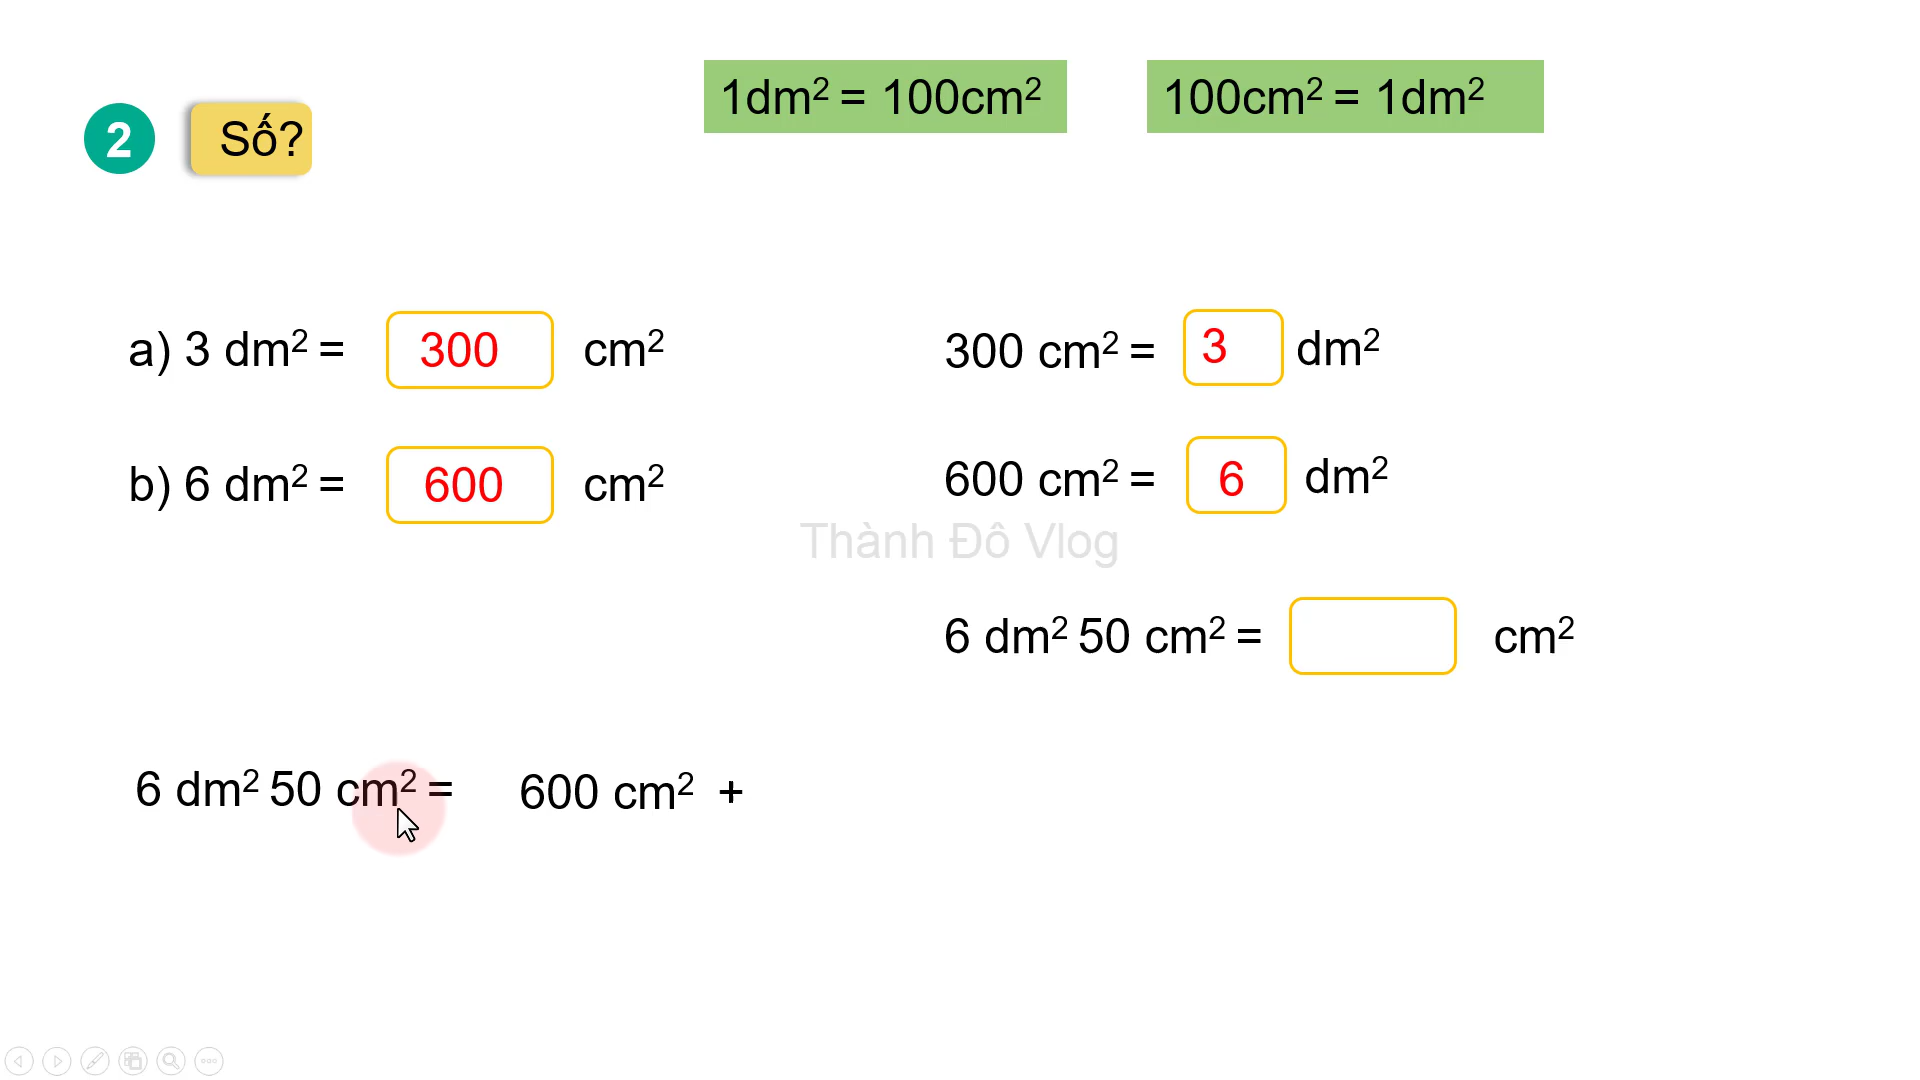 1dm² = 100cm²
100cm² = 1dm²
2 Số?
a) 3 dm² = 300 cm²
300 cm² = 3 dm²
b) 6 dm² = 600 cm²
600 cm² = 6 dm²
Thành Đô Vlog
6 dm² 50 cm² = cm²
6 dm² 50 cm² = 600 cm² +